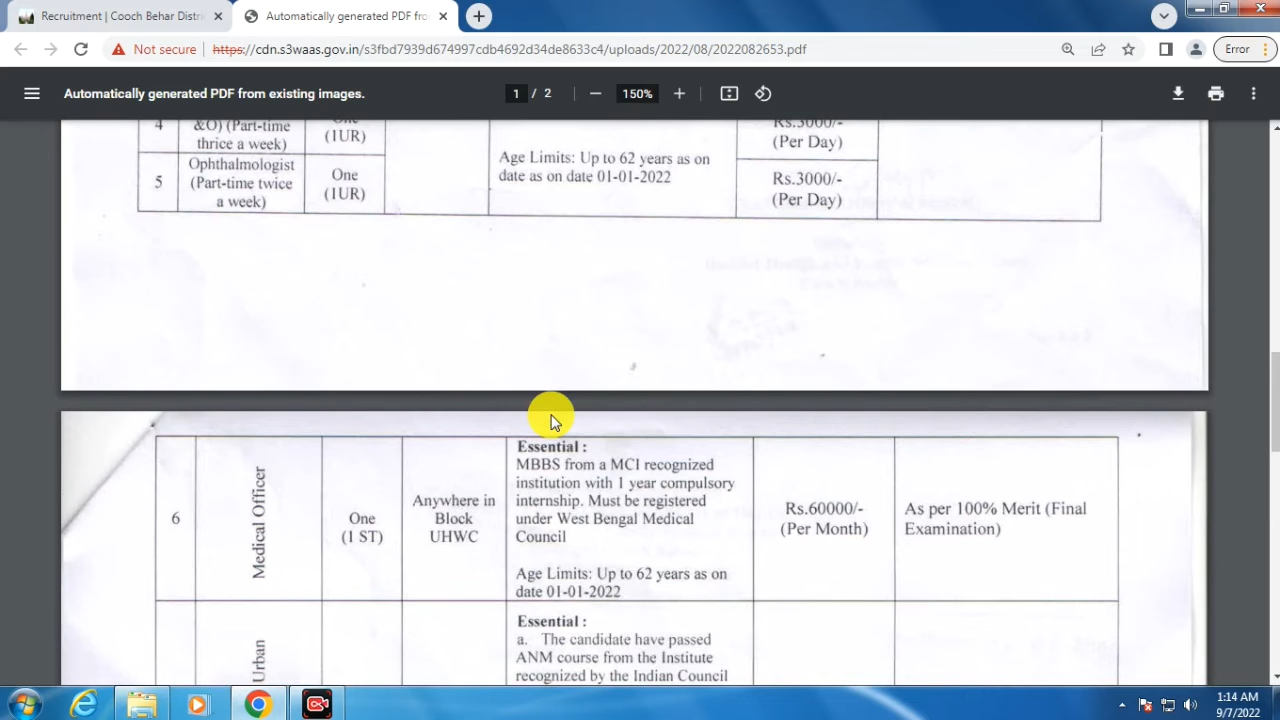 Recruitment | Cooch Behar Distri
Automatically generated PDF fro
Not secure
https://cdn.s3waas.gov.in/s3fbd7939d674997cdb4692d34de8633c4/uploads/2022/08/2022082653.pdf
Error
Automatically generated PDF from existing images.
1 / 2
150%
4
&O) (Part-time
thrice a week)
One
(1UR)
Rs.3000/-
(Per Day)
5
Ophthalmologist
(Part-time twice
a week)
One
(1UR)
Age Limits: Up to 62 years as on
date as on date 01-01-2022
Rs.3000/-
(Per Day)
6
Medical Officer
One
(1 ST)
Anywhere in
Block
UHWC
Essential :
MBBS from a MCI recognized
institution with 1 year compulsory
internship. Must be registered
under West Bengal Medical
Council
Age Limits: Up to 62 years as on
date 01-01-2022
Rs.60000/-
(Per Month)
As per 100% Merit (Final
Examination)
Urban
Essential :
a. The candidate have passed
ANM course from the Institute
recognized by the Indian Council
1:14 AM
9/7/2022